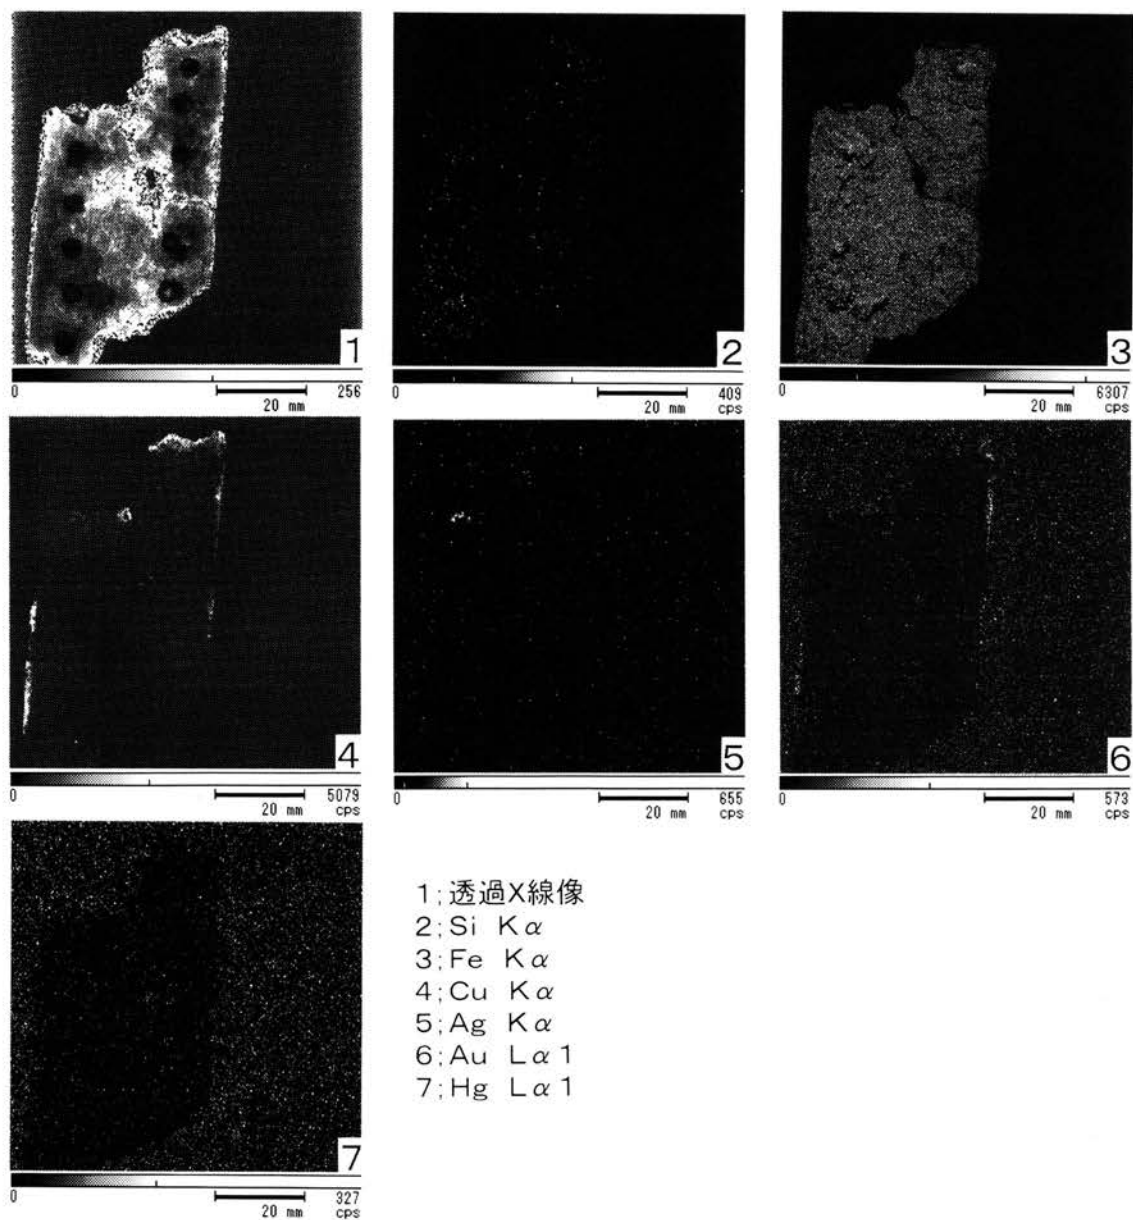 1
2
3
0 256
20 mm
0 409
20 mm cps
0 6307
20 mm cps
4
5
6
0 5079
20 mm cps
0 655
20 mm cps
0 573
20 mm cps
7
0 327
20 mm cps
1;透過X線像
2;Si Kα
3;Fe Kα
4;Cu Kα
5;Ag Kα
6;Au Lα1
7;Hg Lα1